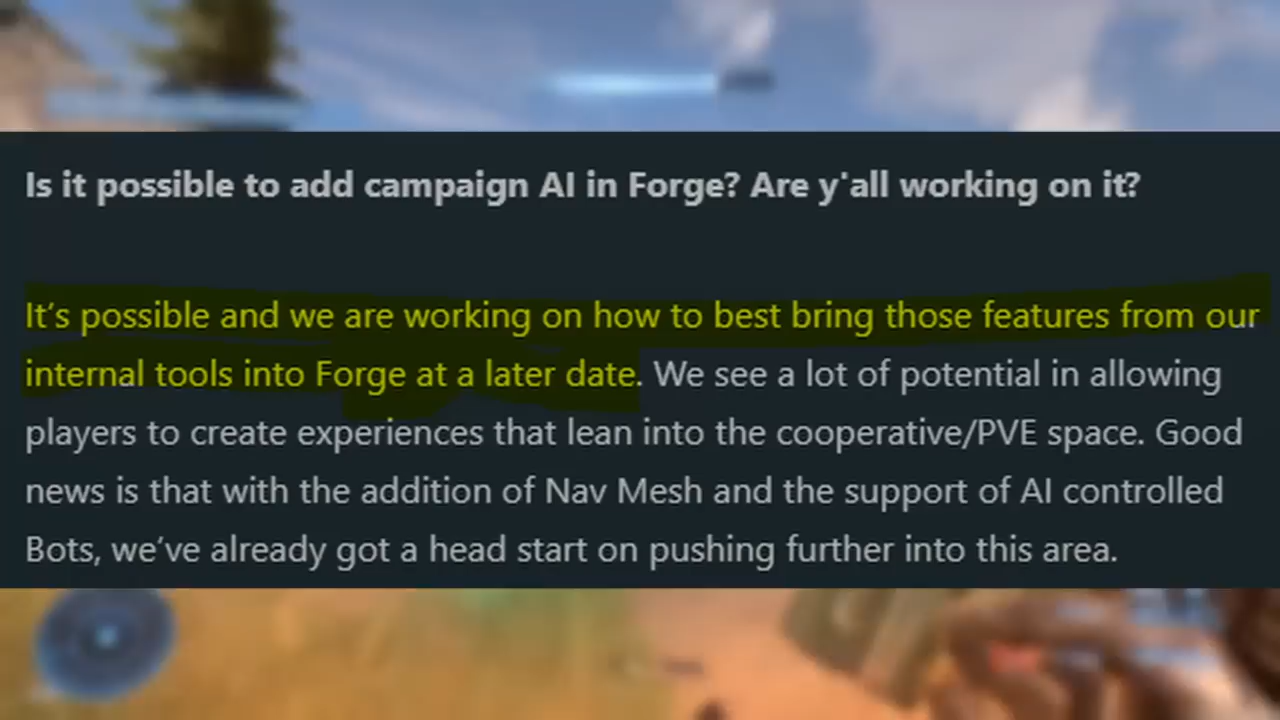 Is it possible to add campaign AI in Forge? Are y'all working on it?
It's possible and we are working on how to best bring those features from our
internal tools into Forge at a later date. We see a lot of potential in allowing
players to create experiences that lean into the cooperative/PVE space. Good
news is that with the addition of Nav Mesh and the support of AI controlled
Bots, we've already got a head start on pushing further into this area.